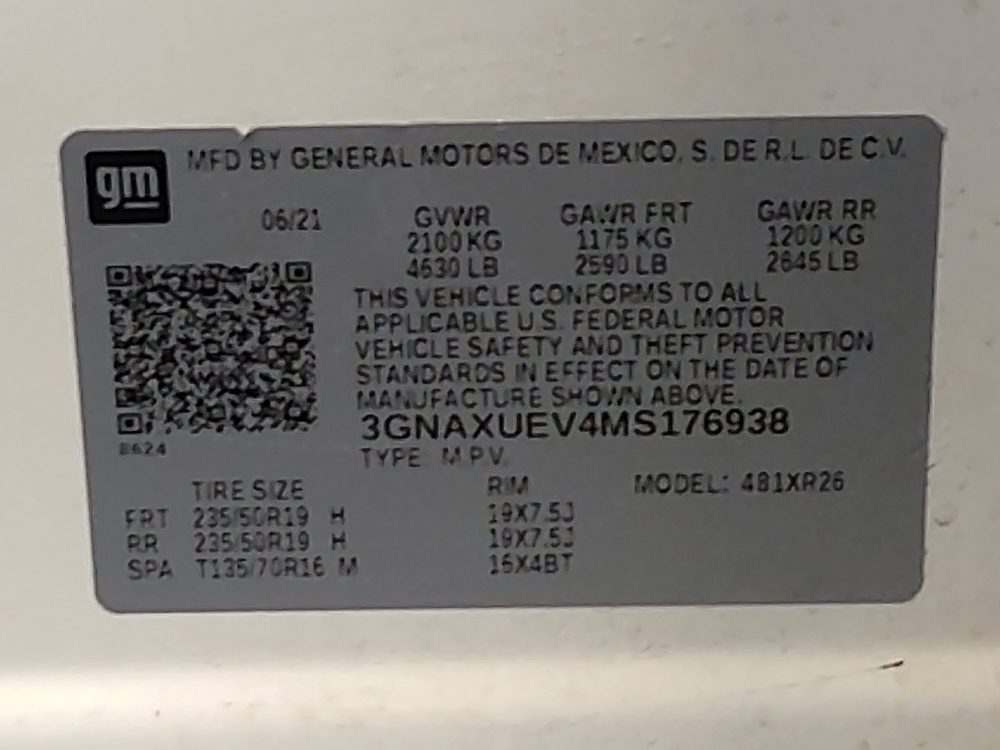 gm
MFD BY GENERAL MOTORS DE MEXICO, S. DE R.L. DE C.V.
06/21 GVWR GAWR FRT GAWR RR
2100 KG 1175 KG 1200 KG
4630 LB 2590 LB 2645 LB
THIS VEHICLE CONFORMS TO ALL
APPLICABLE U.S. FEDERAL MOTOR
VEHICLE SAFETY AND THEFT PREVENTION
STANDARDS IN EFFECT ON THE DATE OF
MANUFACTURE SHOWN ABOVE.
3GNAXUEV4MS176938
8624
TYPE: M.P.V.
TIRE SIZE RIM MODEL: 481XR26
FRT 235/50R19 H 19X7.5J
RR 235/50R19 H 19X7.5J
SPA T135/70R16 M 16X4BT